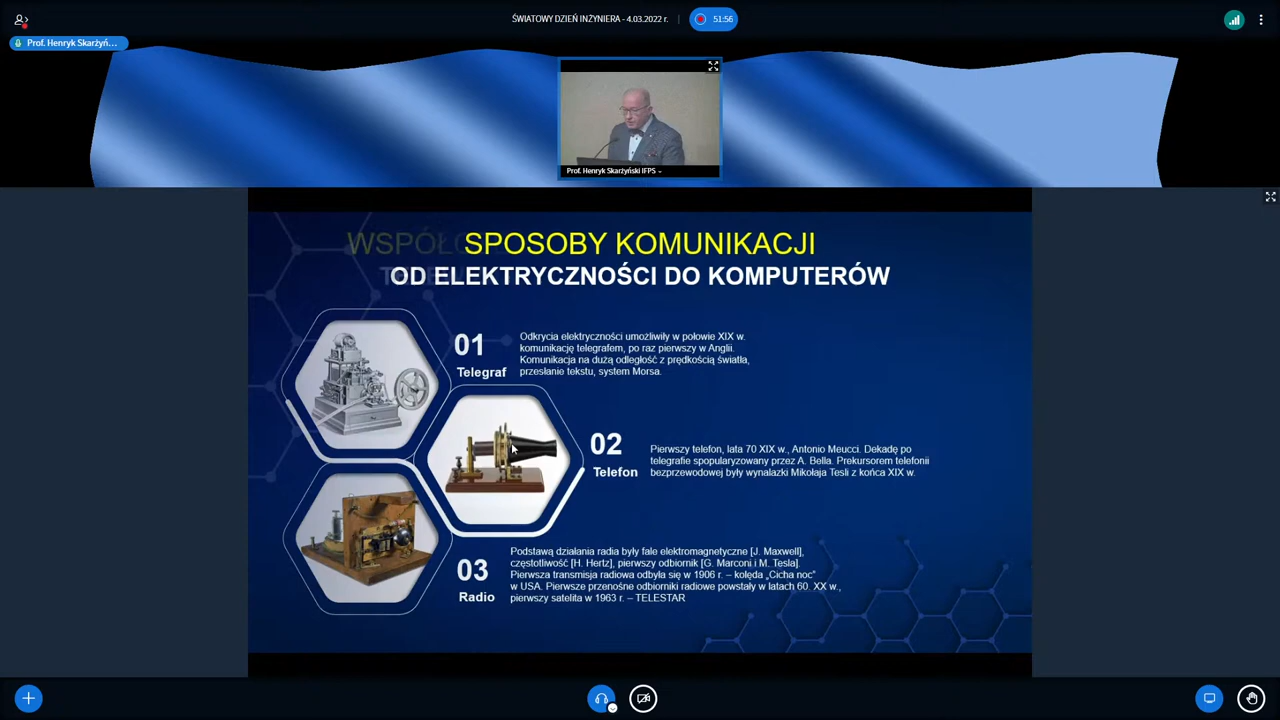 ŚWIATOWY DZIEŃ INŻYNIERA - 4.03.2022 r.
51:56
Prof. Henryk Skarżyń...
Prof. Henryk Skarżyński IFPS
WSPÓŁ
SPOSOBY KOMUNIKACJI
OD ELEKTRYCZNOŚCI DO KOMPUTERÓW
01
Telegraf
Odkrycia elektryczności umożliwiły w połowie XIX w.
komunikację telegrafem, po raz pierwszy w Anglii.
Komunikacja na dużą odległość z prędkością światła,
przesłanie tekstu, system Morsa.
02
Telefon
Pierwszy telefon, lata 70 XIX w., Antonio Meucci. Dekadę po
telegrafie spopularyzowany przez A. Bella. Prekursorem telefonii
bezprzewodowej były wynalazki Mikołaja Tesli z końca XIX w.
03
Radio
Podstawą działania radia były fale elektromagnetyczne [J. Maxwell],
częstotliwość [H. Hertz], pierwszy odbiornik [G. Marconi i M. Tesla].
Pierwsza transmisja radiowa odbyła się w 1906 r. – kolęda „Cicha noc”
w USA. Pierwsze przenośne odbiorniki radiowe powstały w latach 60. XX w.,
pierwszy satelita w 1963 r. – TELESTAR